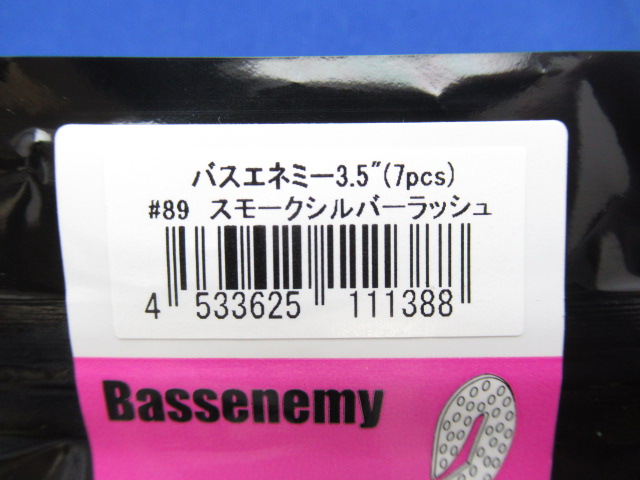 バスエネミー3.5"(7pcs)
#89 スモークシルバーラッシュ
4 533625 111388
Bassenemy